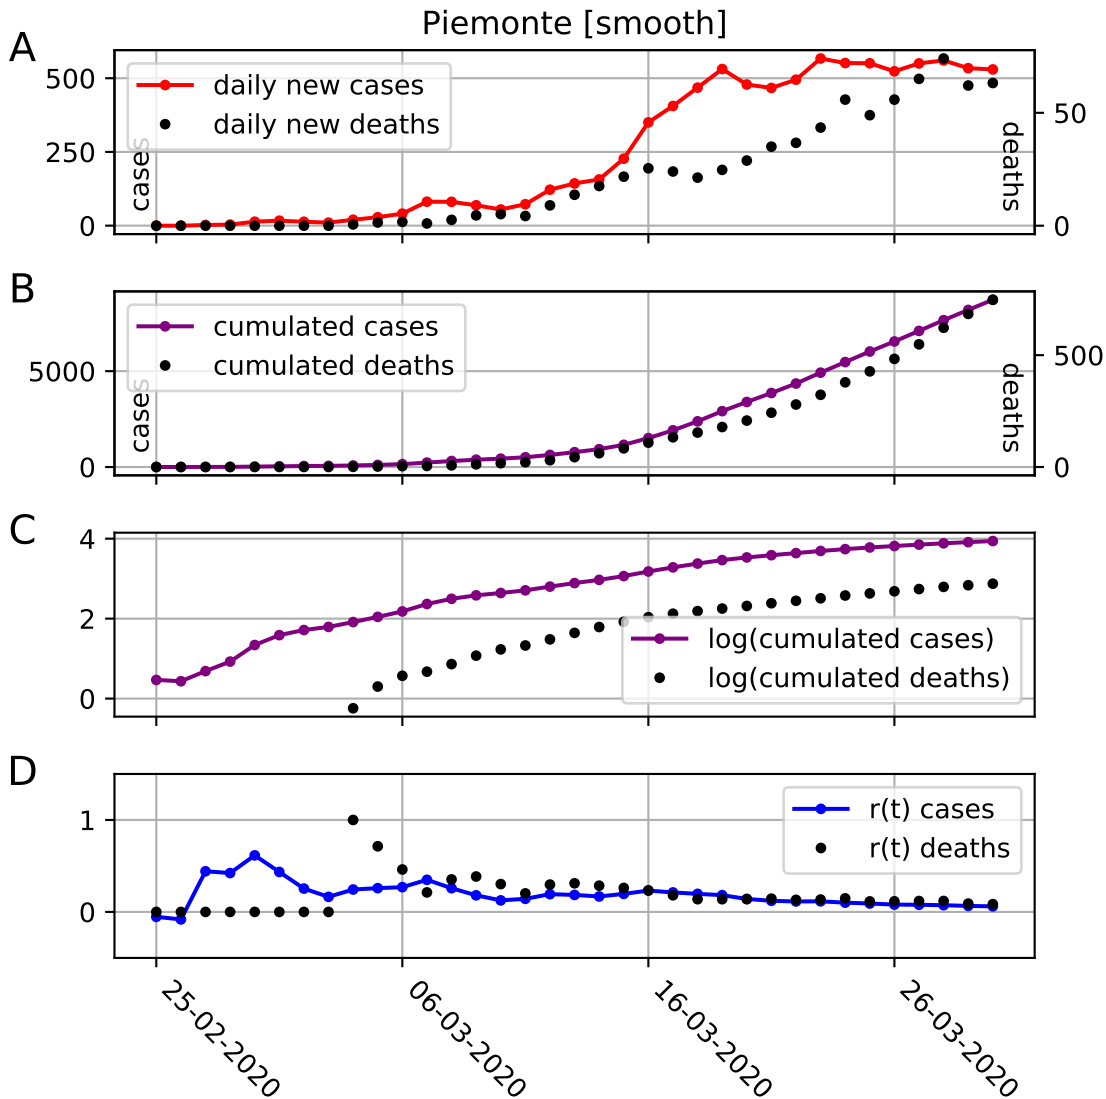 Piemonte [smooth]
A
500
250
0
cases
daily new cases
daily new deaths
50
0
deaths
B
5000
0
cases
cumulated cases
cumulated deaths
500
0
deaths
C
4
2
0
log(cumulated cases)
log(cumulated deaths)
D
1
0
r(t) cases
r(t) deaths
25-02-2020
06-03-2020
16-03-2020
26-03-2020